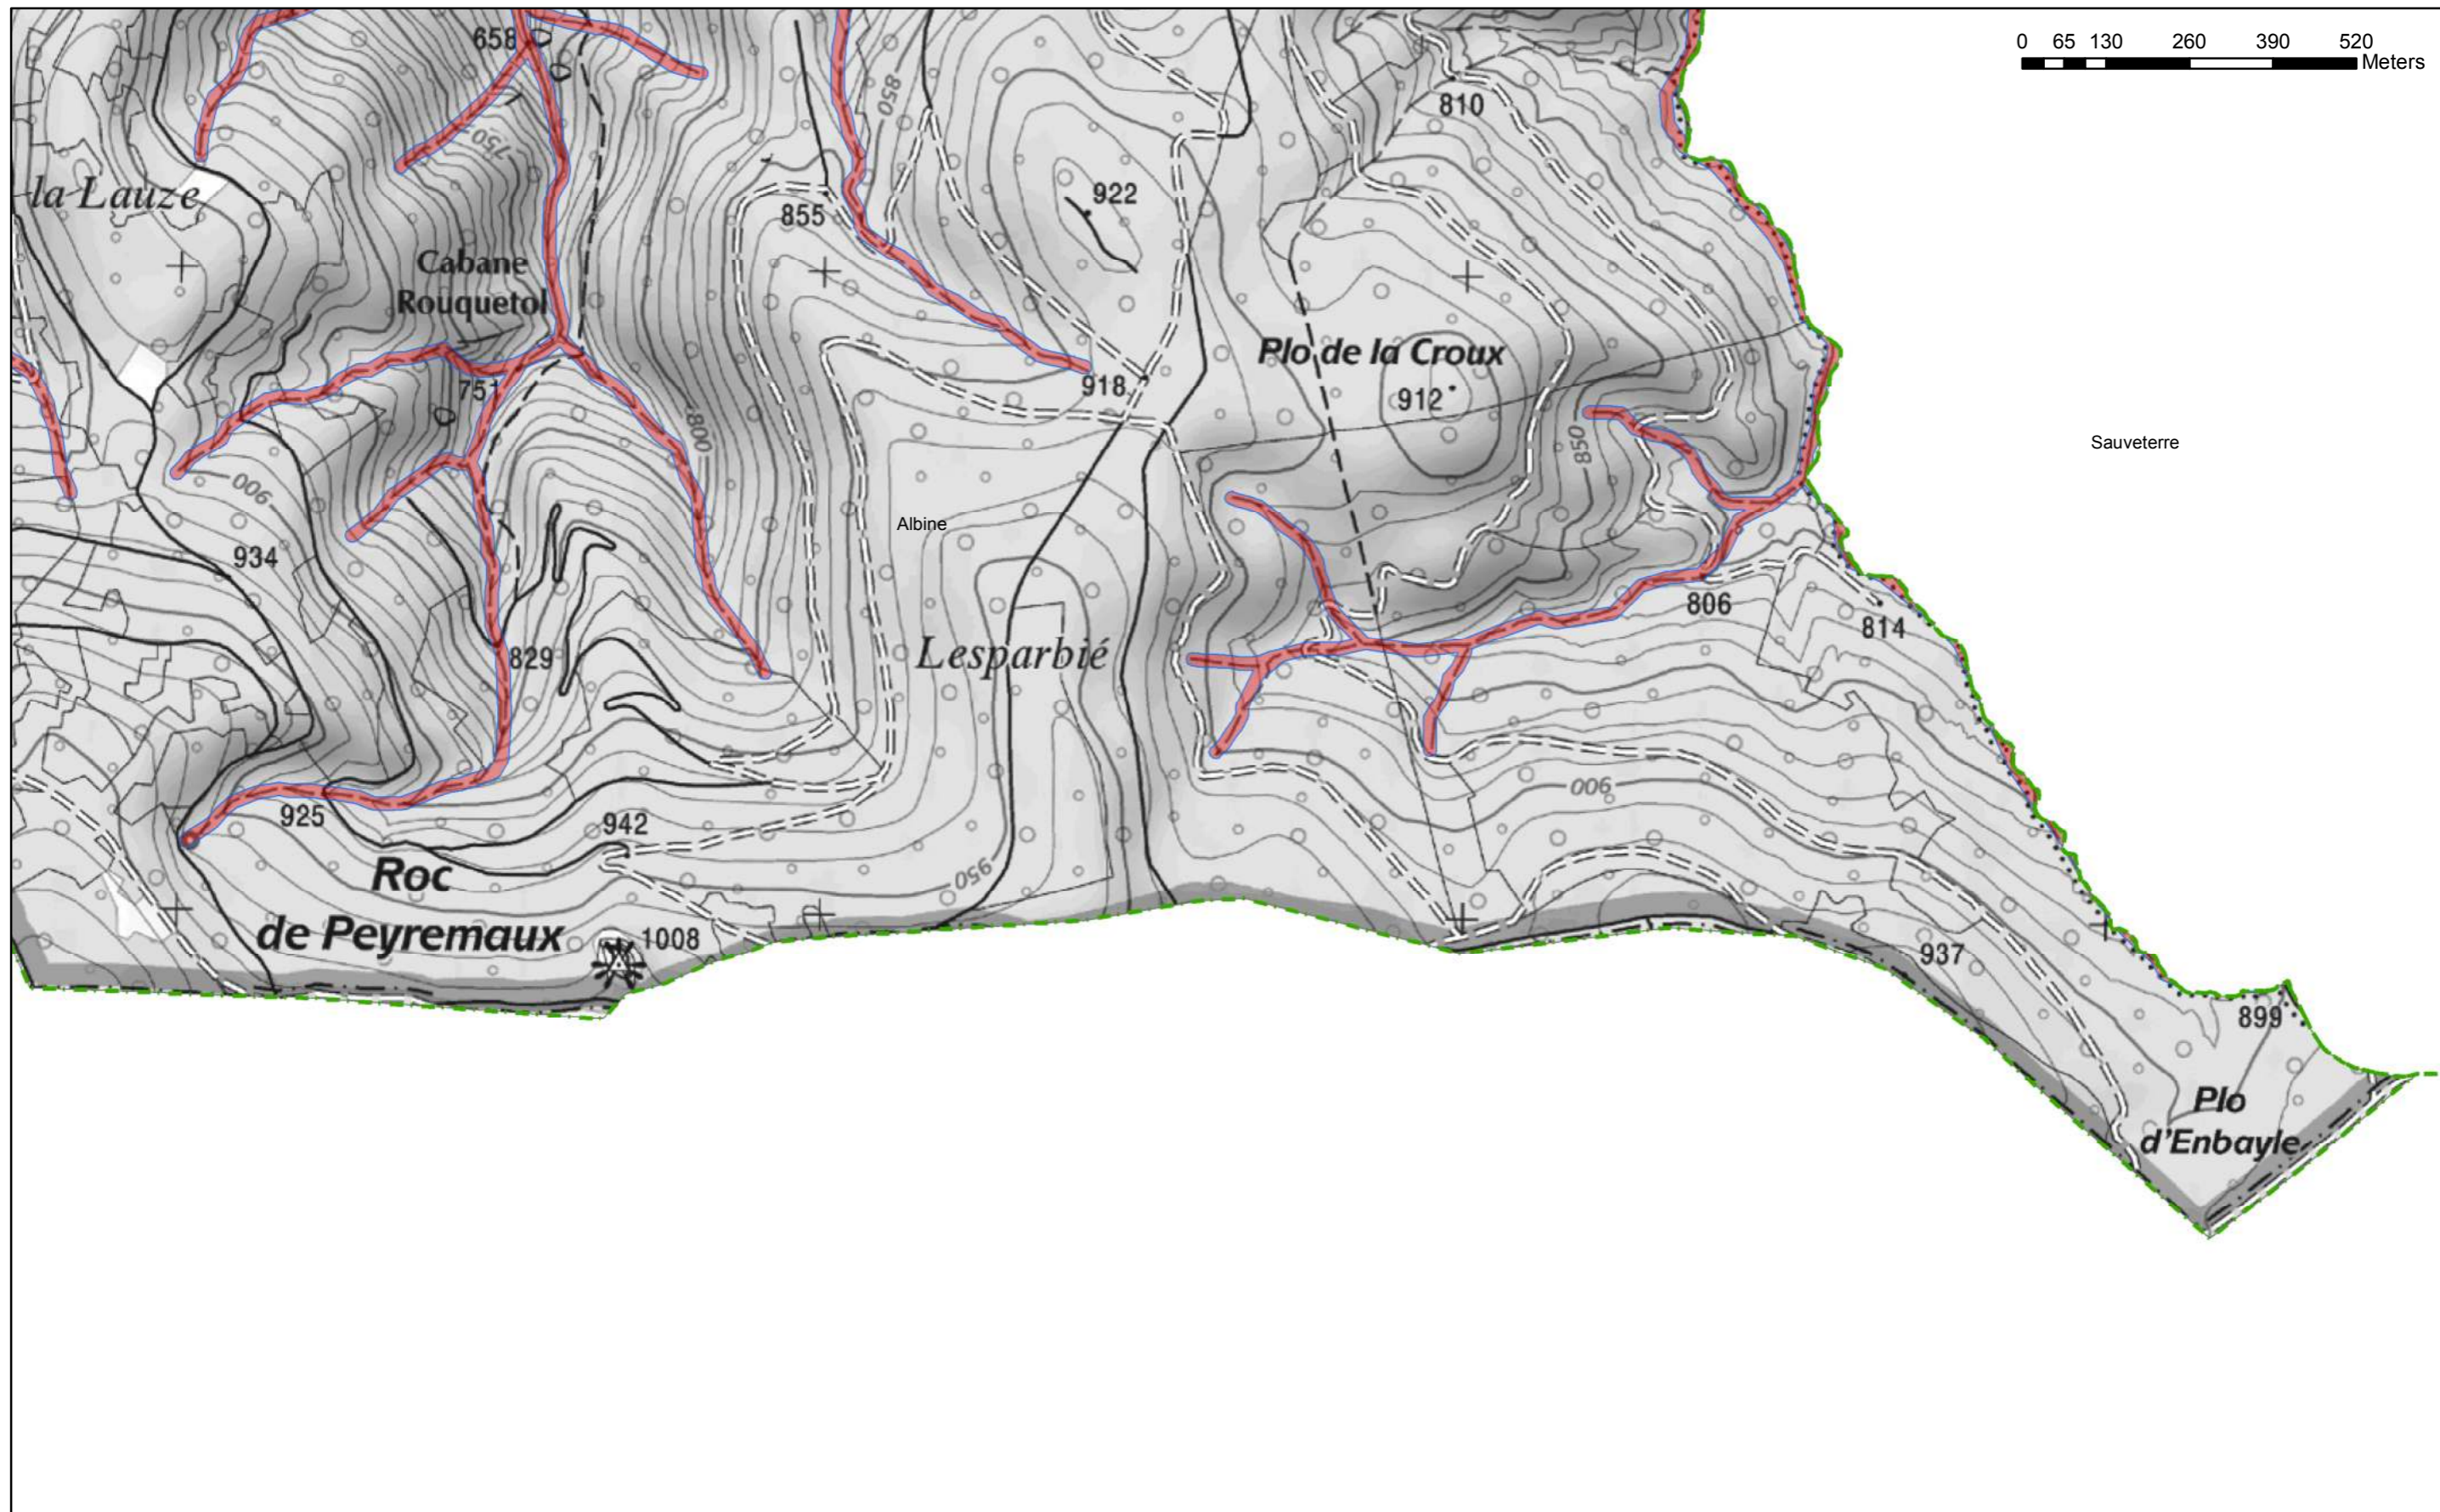 0 65 130 260 390 520
Meters
658
810
850
750
la Lauze
922
855
Cabane
Rouquetol
Plo de la Croux
918
912
751
800
850
Sauveterre
900
Albine
934
806
814
829
Lesparbié
900
925
942
950
Roc
de Peyremaux
1008
937
899
Plo
d'Enbayle